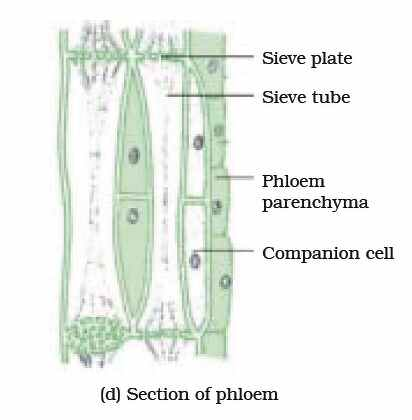 Sieve plate
Sieve tube
Phloem
parenchyma
Companion cell
(d) Section of phloem